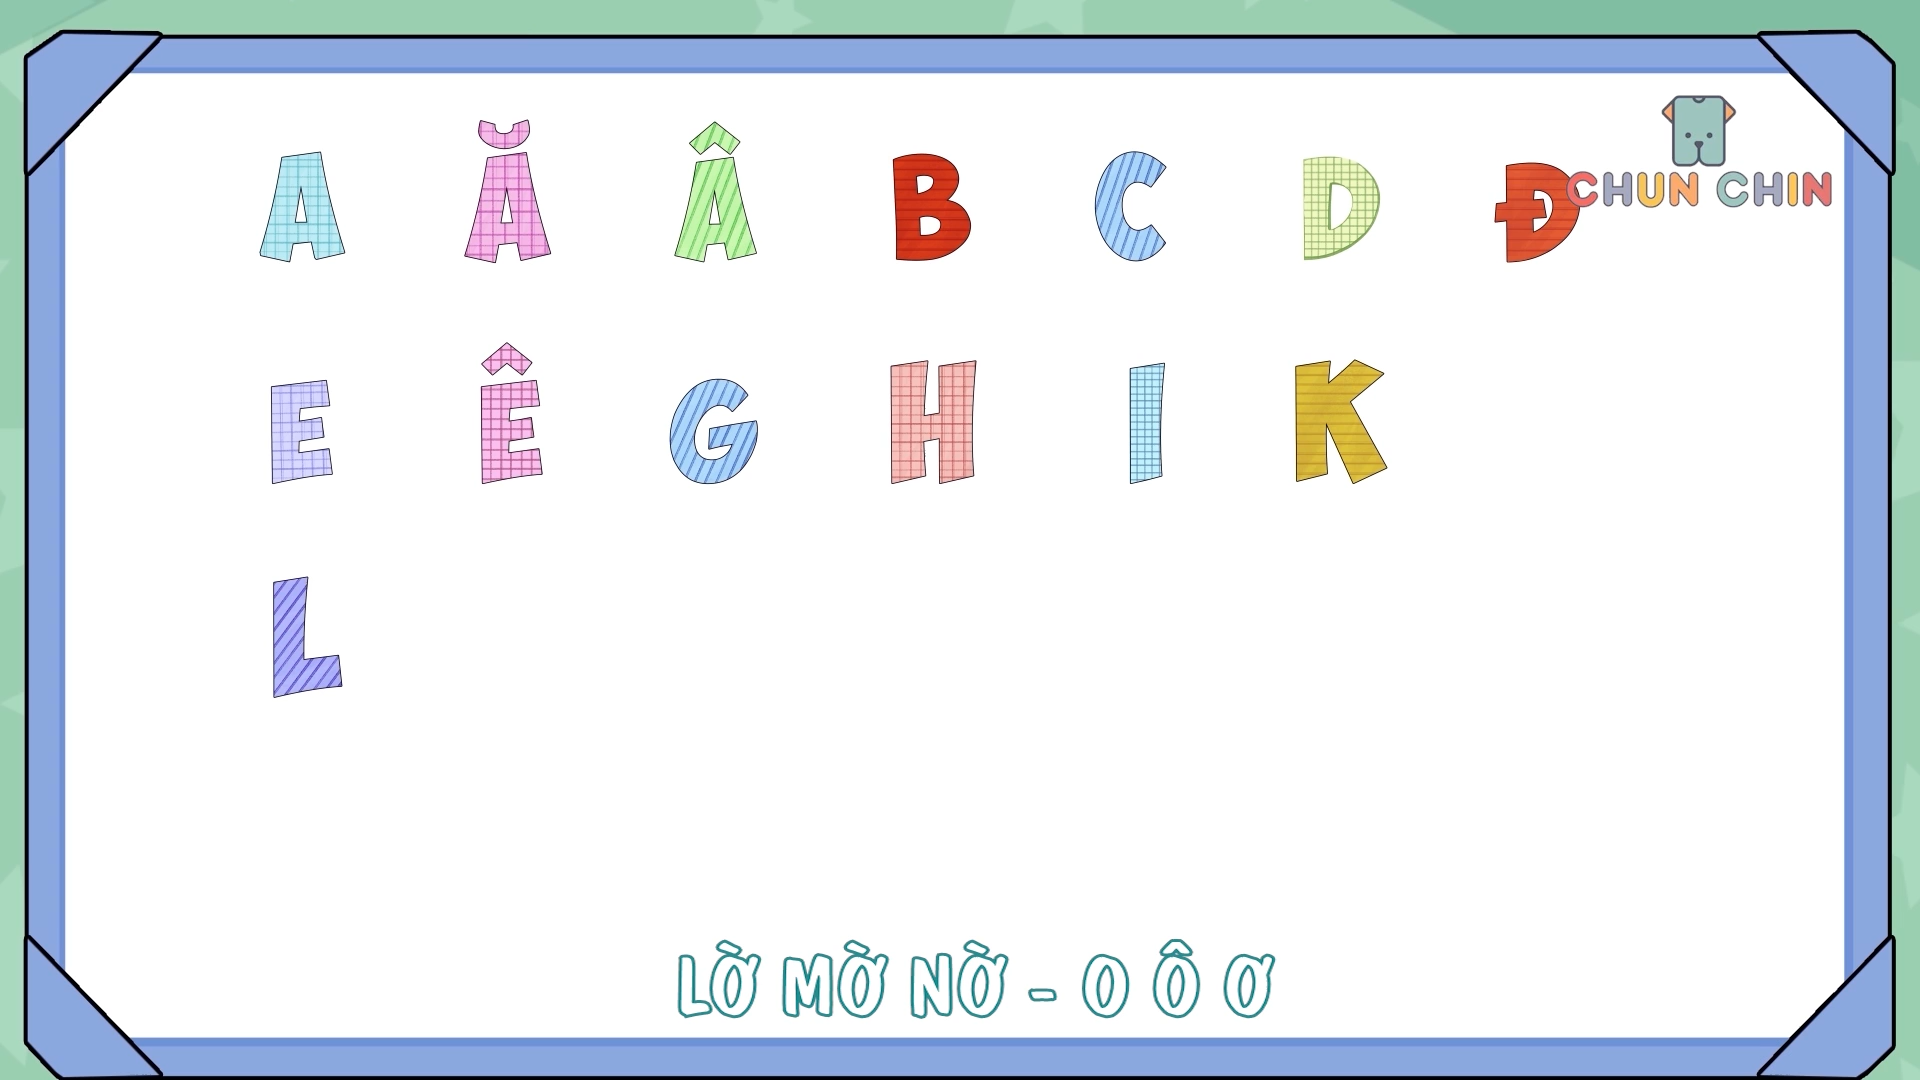 A Ă Â B C D Đ
CHUN CHIN
E Ê G H I K
L
LỜ MỜ NỜ - O Ô Ơ